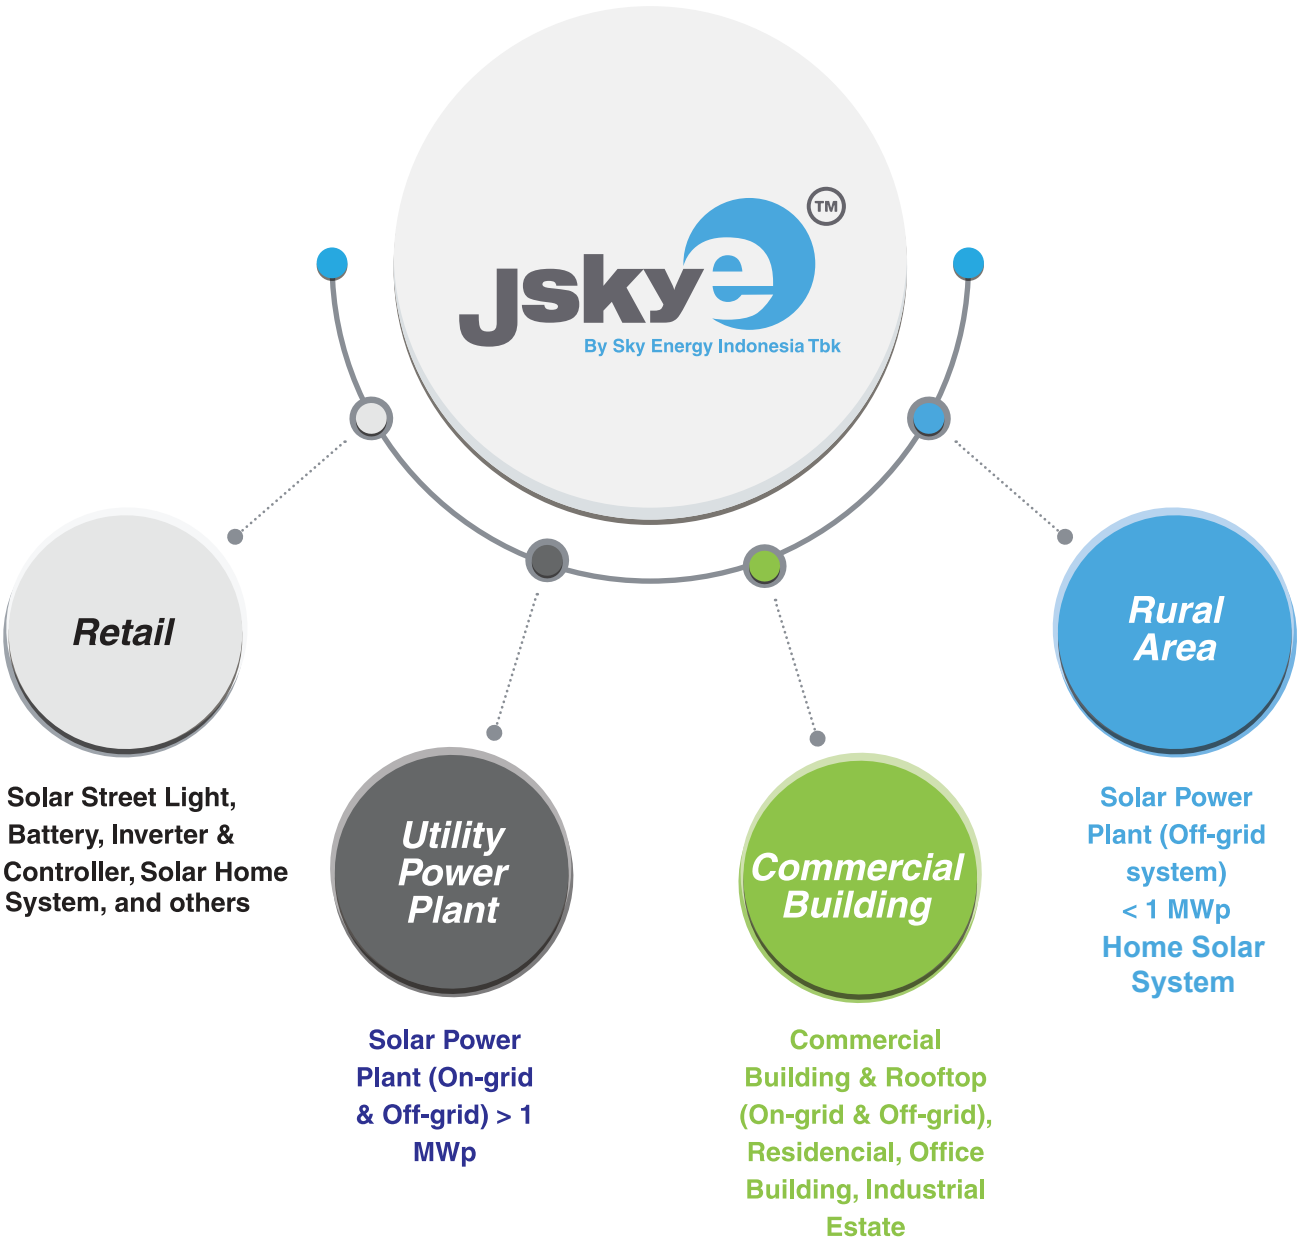 TM
Jskye
By Sky Energy Indonesia Tbk
Retail
Solar Street Light,
Battery, Inverter &
Controller, Solar Home
System, and others
Utility
Power
Plant
Solar Power
Plant (On-grid
& Off-grid) > 1
MWp
Commercial
Building
Commercial
Building & Rooftop
(On-grid & Off-grid),
Residencial, Office
Building, Industrial
Estate
Rural
Area
Solar Power
Plant (Off-grid
system)
< 1 MWp
Home Solar
System